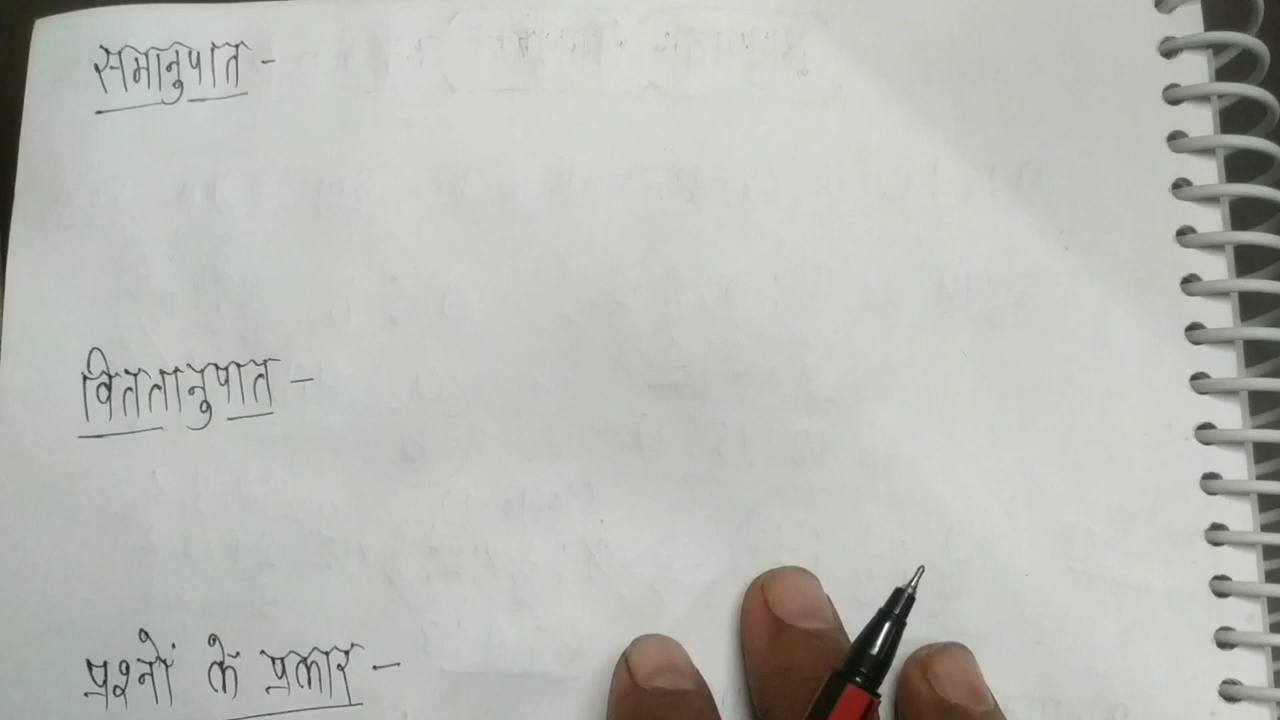 समानुपात -
विततानुपात -
प्रश्नों के प्रकार -